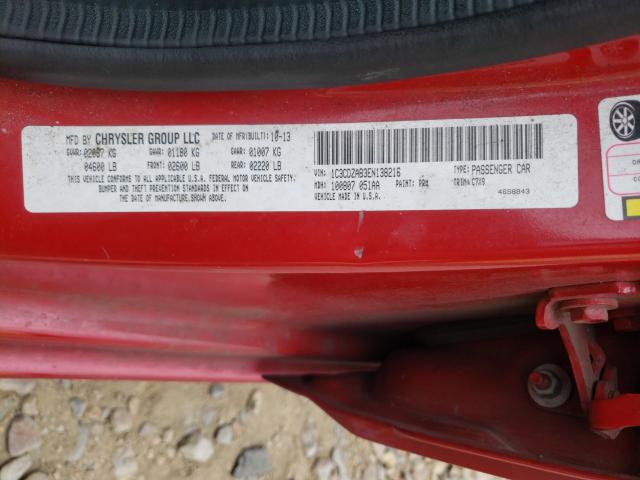 MFD BY CHRYSLER GROUP LLC DATE OF MFR(BUILT): 10-13
GVWR: 02087 KG GAWR: 01180 KG GAWR: 01007 KG
04600 LB FRONT: 02600 LB REAR: 02220 LB
THIS VEHICLE CONFORMS TO ALL APPLICABLE U.S.A. FEDERAL MOTOR VEHICLE SAFETY,
BUMPER AND THEFT PREVENTION STANDARDS IN EFFECT ON
THE DATE OF MANUFACTURE.SHOWN ABOVE.
VIN: 1C3CDZAB3EN138216 TYPE: PASSENGER CAR
MDH: 100807 051AA PAINT: PRM TRIM: C7X9
VEHICLE MADE IN U.S.A. 4658843